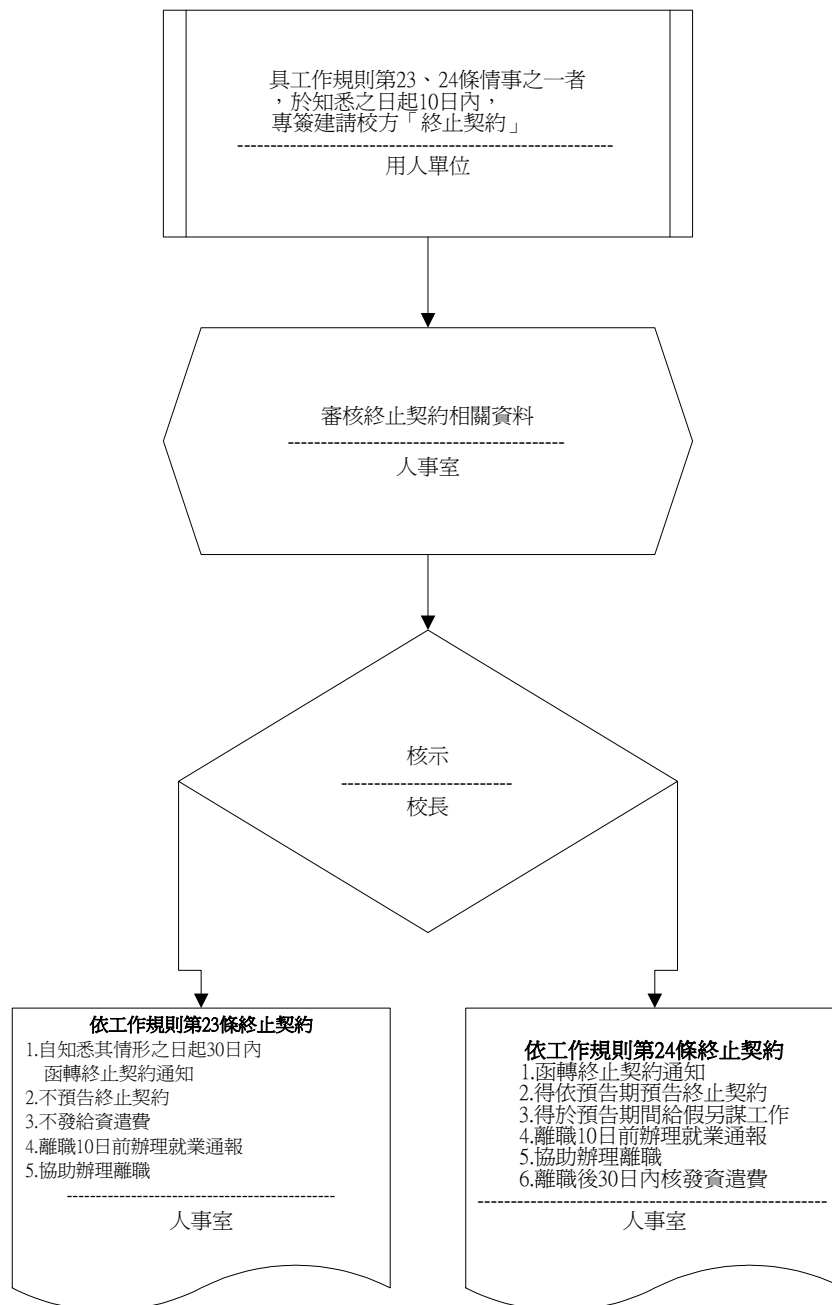 具工作規則第23、24條情事之一者
，於知悉之日起10日內，
專簽建請校方「終止契約」
用人單位
審核終止契約相關資料
人事室
核示
校長
依工作規則第23條終止契約
1.自知悉其情形之日起30日內
函轉終止契約通知
2.不預告終止契約
3.不發給資遣費
4.離職10日前辦理就業通報
5.協助辦理離職
人事室
依工作規則第24條終止契約
1.函轉終止契約通知
2.得依預告期預告終止契約
3.得於預告期間給假另謀工作
4.離職10日前辦理就業通報
5.協助辦理離職
6.離職後30日內核發資遣費
人事室